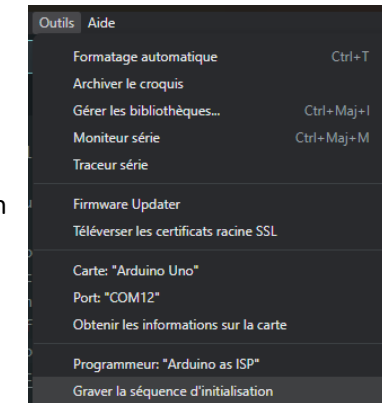 Outils Aide
Formatage automatique Ctrl+T
Archiver le croquis
Gérer les bibliothèques... Ctrl+Maj+I
Moniteur série Ctrl+Maj+M
Traceur série
Firmware Updater
Téléverser les certificats racine SSL
Carte: "Arduino Uno"
Port: "COM12"
Obtenir les informations sur la carte
Programmeur: "Arduino as ISP"
Graver la séquence d'initialisation